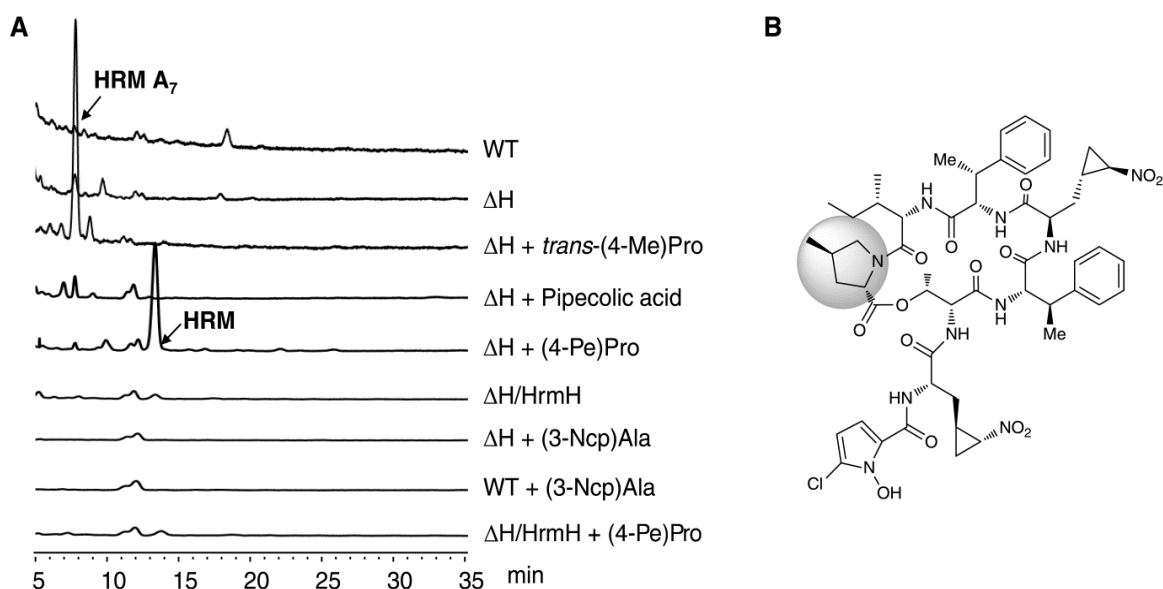 A
B
HRM A₇
WT
ΔH
ΔH + trans-(4-Me)Pro
ΔH + Pipecolic acid
HRM
ΔH + (4-Pe)Pro
ΔH/HrmH
ΔH + (3-Ncp)Ala
WT + (3-Ncp)Ala
ΔH/HrmH + (4-Pe)Pro
5 10 15 20 25 30 35 min
Me
NO₂
H
N
O
O
N
H
N
H
O
O
N
O
O
O
O
N
H
Me
N
H
O
HN
O
NO₂
Cl
N
OH